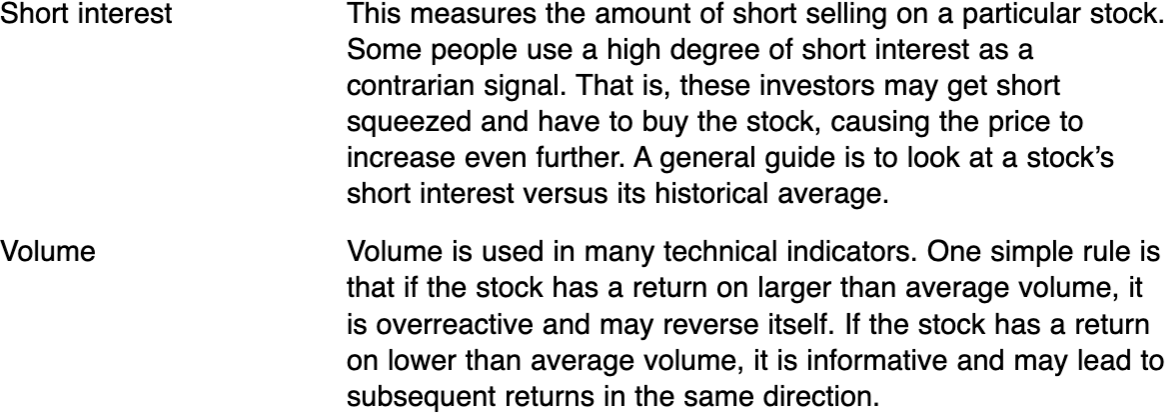 Short interest This measures the amount of short selling on a particular stock.
Some people use a high degree of short interest as a
contrarian signal. That is, these investors may get short
squeezed and have to buy the stock, causing the price to
increase even further. A general guide is to look at a stock’s
short interest versus its historical average.
Volume Volume is used in many technical indicators. One simple rule is
that if the stock has a return on larger than average volume, it
is overreactive and may reverse itself. If the stock has a return
on lower than average volume, it is informative and may lead to
subsequent returns in the same direction.